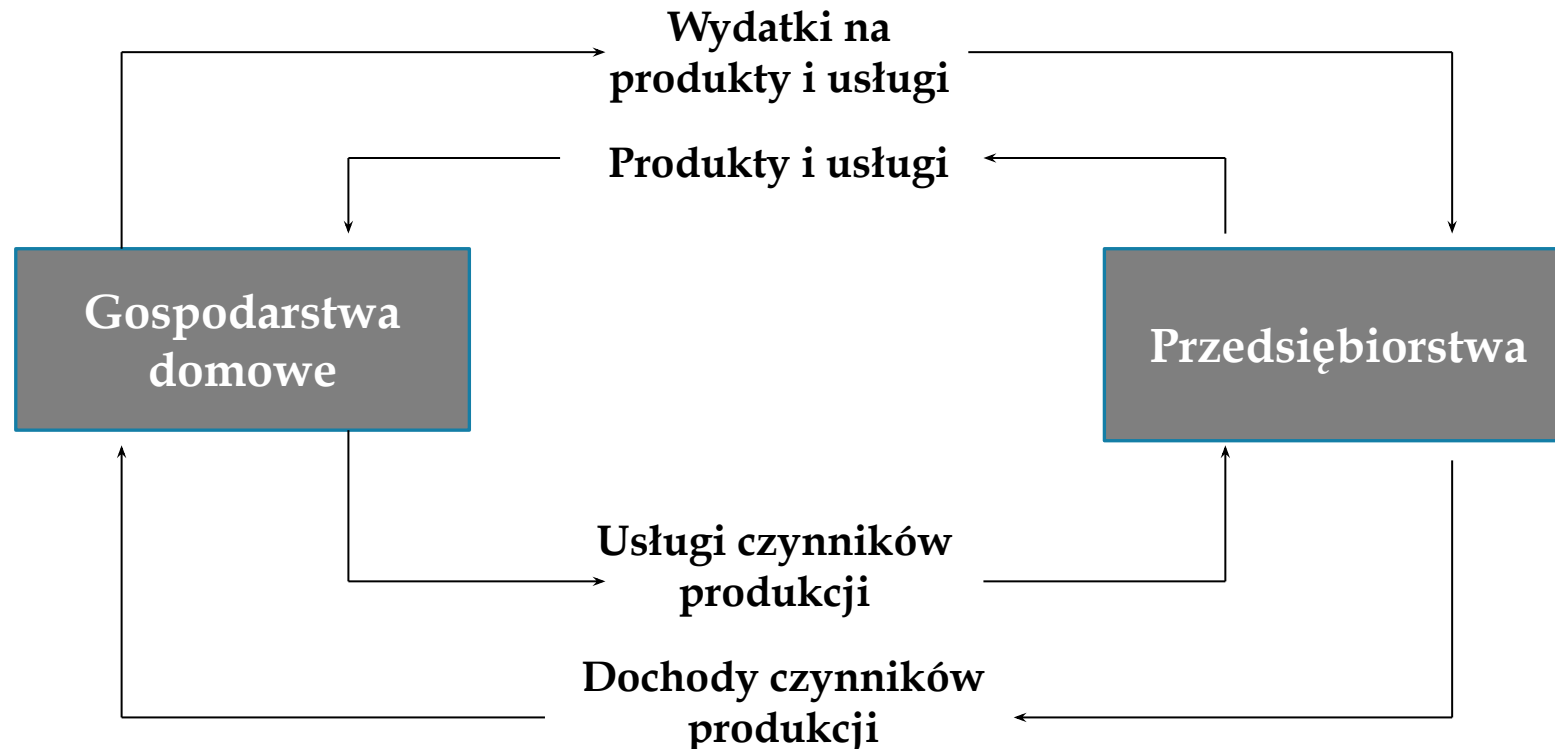 Wydatki na
produkty i usługi
Produkty i usługi
Gospodarstwa
domowe
Przedsiębiorstwa
Usługi czynników
produkcji
Dochody czynników
produkcji